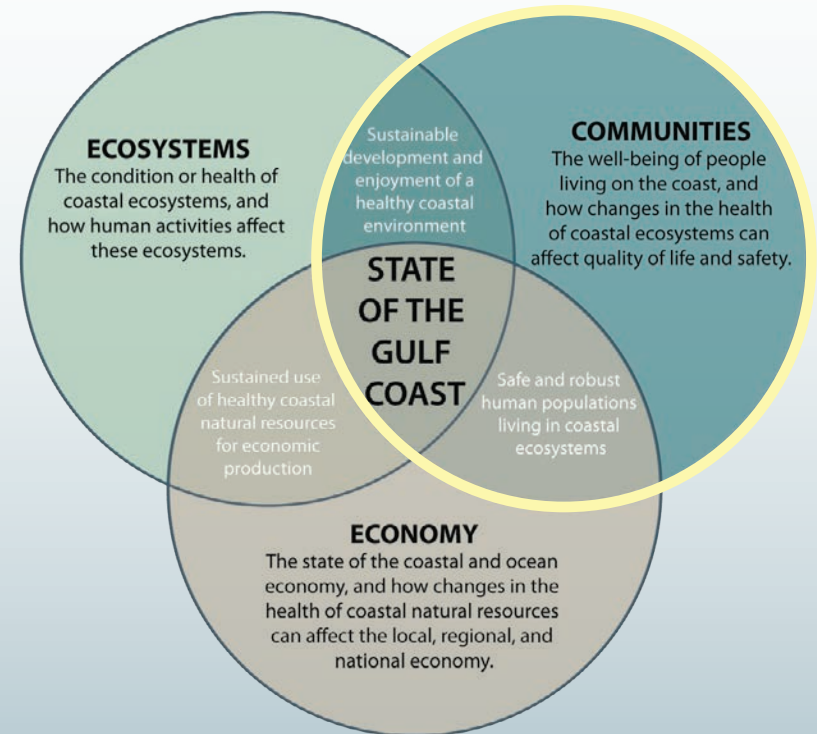 ECOSYSTEMS
The condition or health of
coastal ecosystems, and
how human activities affect
these ecosystems.
Sustainable
development and
enjoyment of a
healthy coastal
environment
COMMUNITIES
The well-being of people
living on the coast, and
how changes in the health
of coastal ecosystems can
affect quality of life and safety.
STATE
OF THE
GULF
COAST
Sustained use
of healthy coastal
natural resources
for economic
production
Safe and robust
human populations
living in coastal
ecosystems
ECONOMY
The state of the coastal and ocean
economy, and how changes in the
health of coastal natural resources
can affect the local, regional, and
national economy.